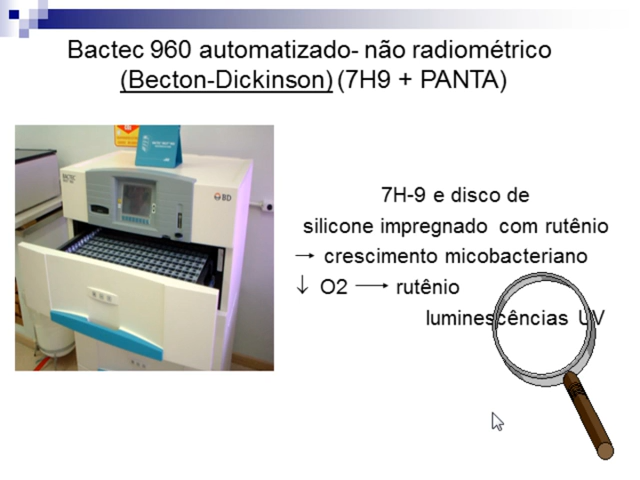 Bactec 960 automatizado- não radiométrico
(Becton-Dickinson) (7H9 + PANTA)
BD
7H-9 e disco de
silicone impregnado com rutênio
→ crescimento micobacteriano
↓ O2 → rutênio
luminescências UV